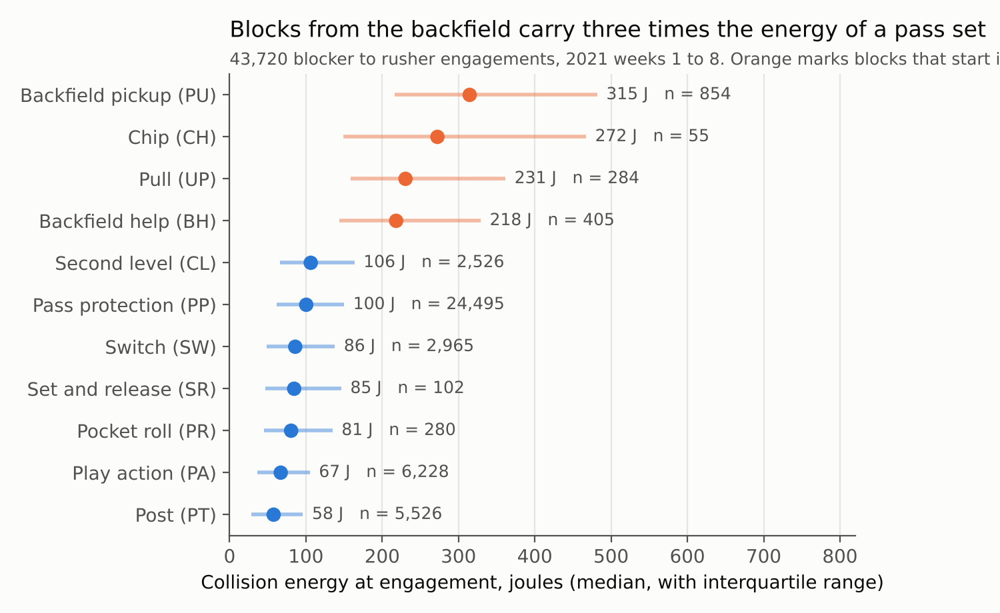 Blocks from the backfield carry three times the energy of a pass set
43,720 blocker to rusher engagements, 2021 weeks 1 to 8. Orange marks blocks that start i
Backfield pickup (PU) 315 J n = 854
Chip (CH) 272 J n = 55
Pull (UP) 231 J n = 284
Backfield help (BH) 218 J n = 405
Second level (CL) 106 J n = 2,526
Pass protection (PP) 100 J n = 24,495
Switch (SW) 86 J n = 2,965
Set and release (SR) 85 J n = 102
Pocket roll (PR) 81 J n = 280
Play action (PA) 67 J n = 6,228
Post (PT) 58 J n = 5,526
0 100 200 300 400 500 600 700 800
Collision energy at engagement, joules (median, with interquartile range)